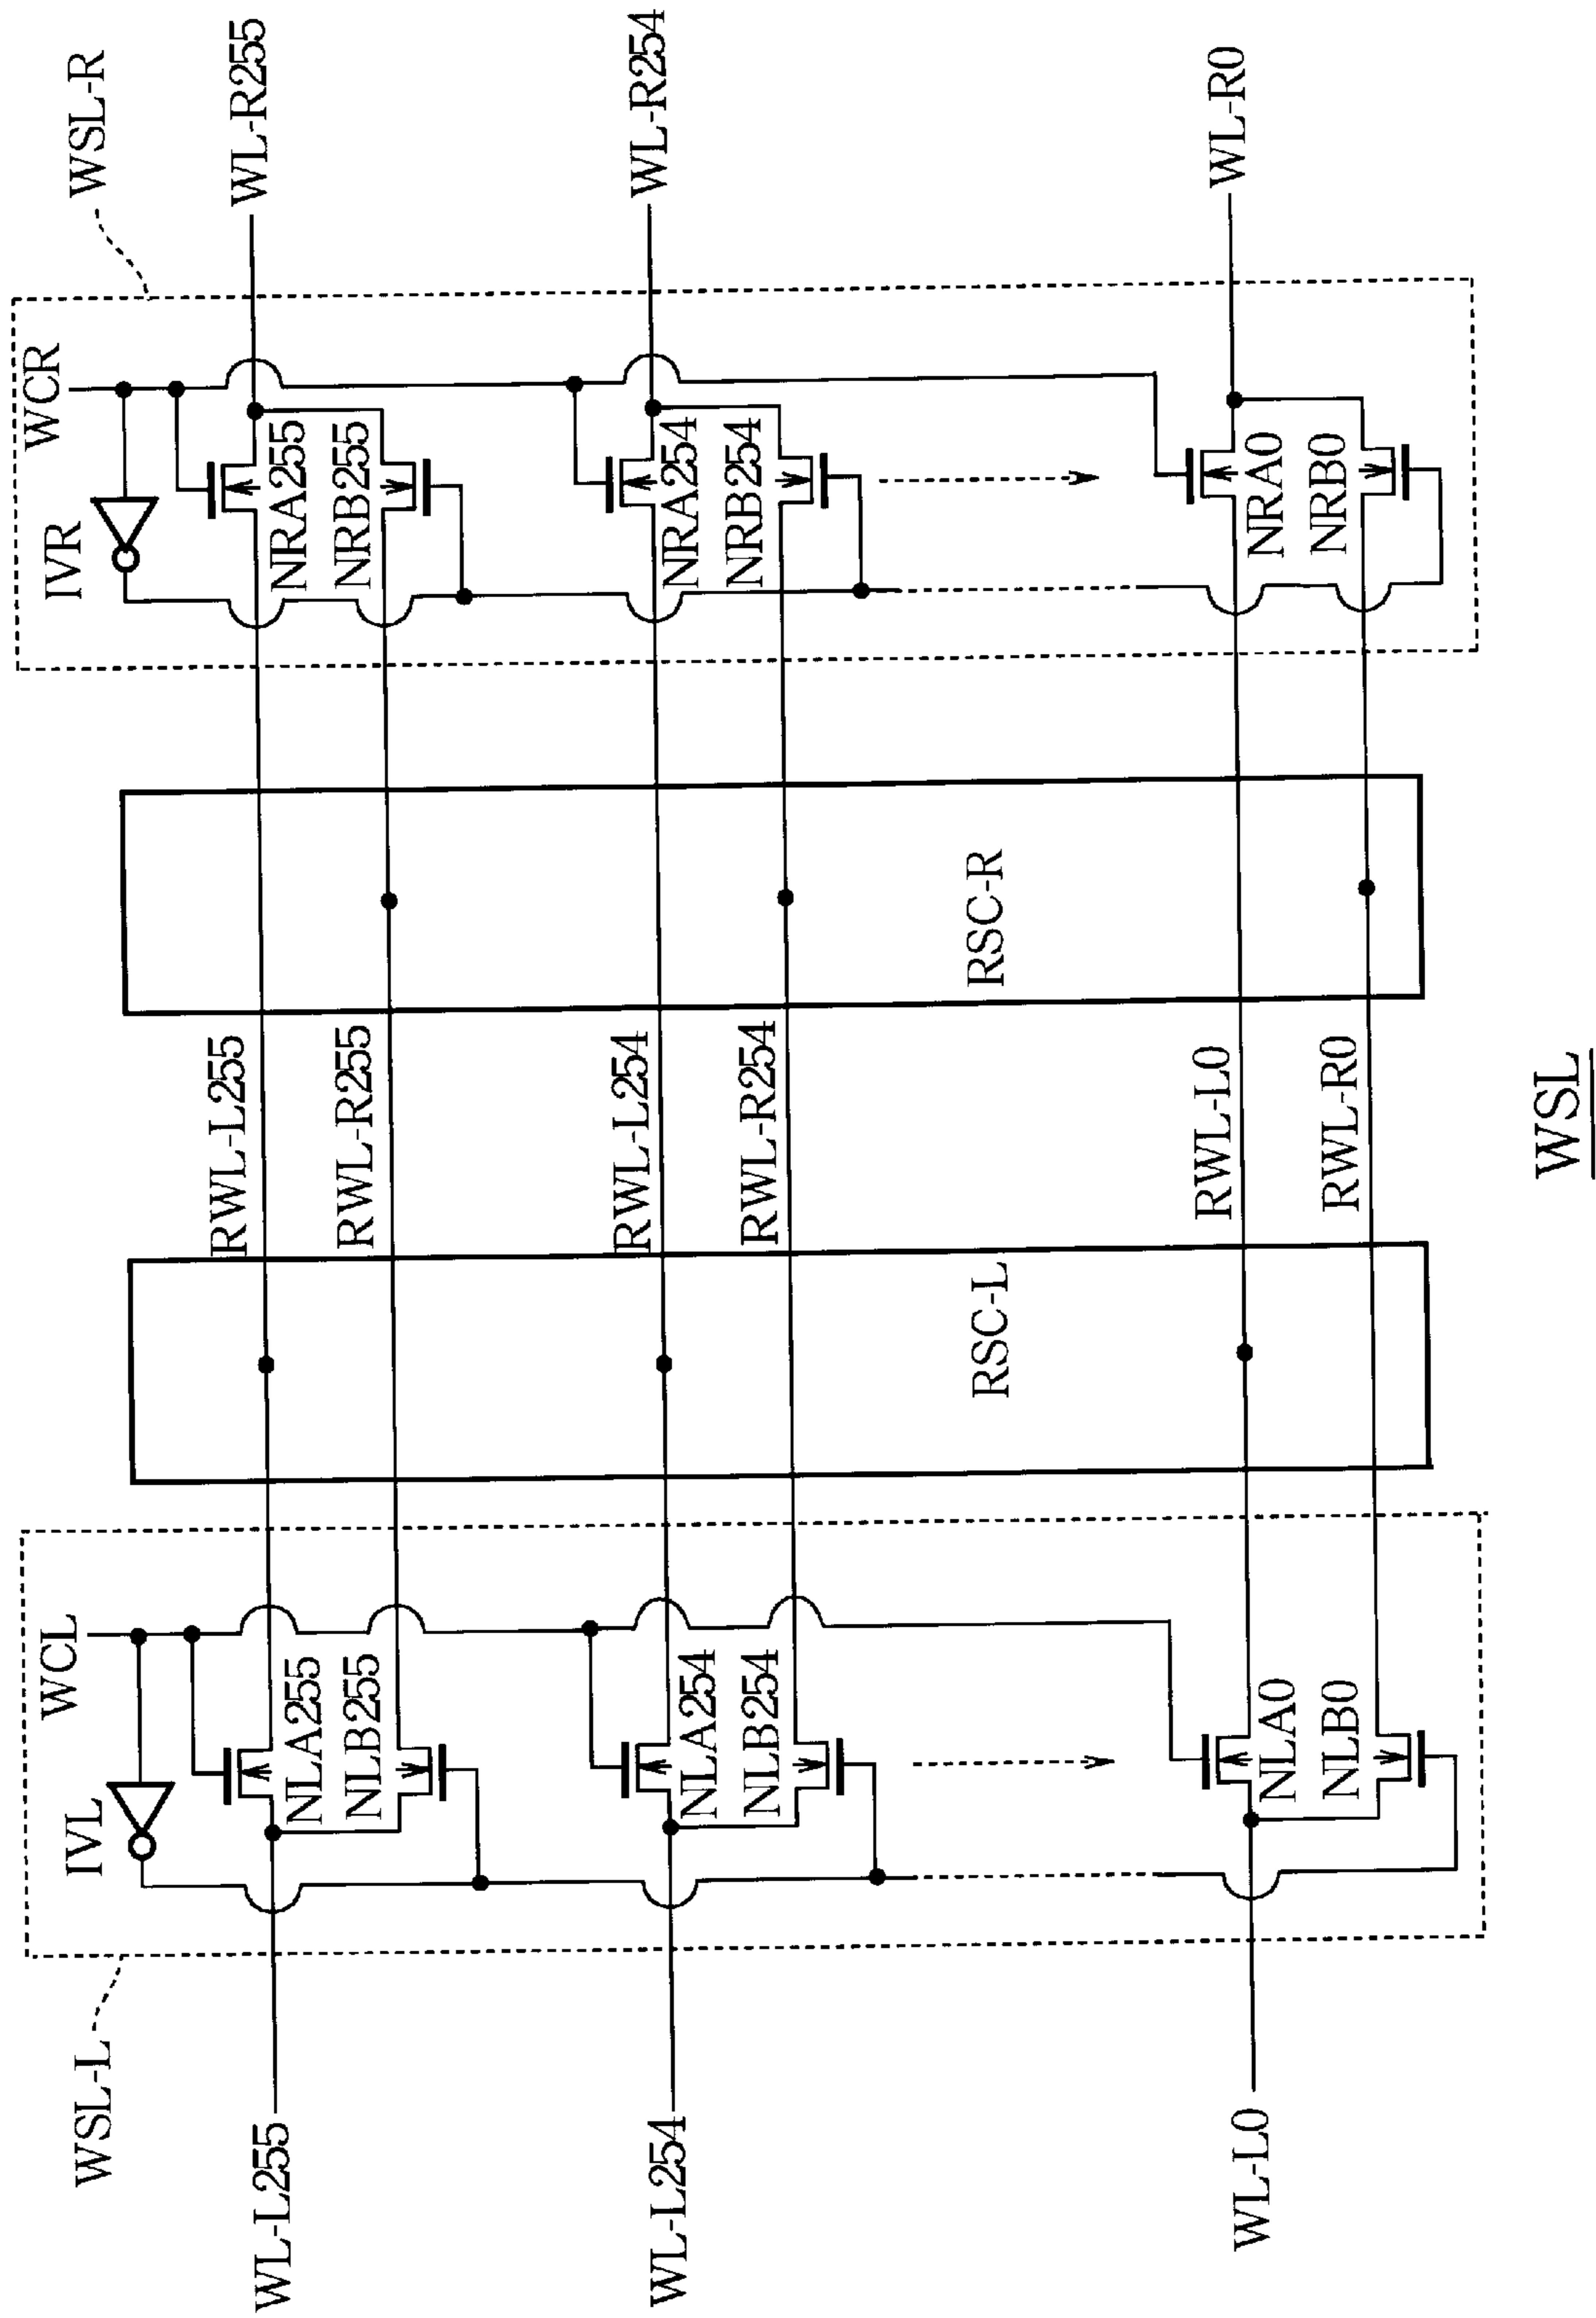 WSL-L
WSL-R
WCL
WCR
IVL
IVR
WL-L255
NLA255
RWL-L255
NRA255
WL-R255
NLB255
RWL-R255
NRB255
WL-L254
NLA254
RWL-L254
NRA254
WL-R254
NLB254
RWL-R254
NRB254
RSC-L
RSC-R
WL-L0
NLA0
RWL-L0
NRA0
WL-R0
NLB0
RWL-R0
NRB0
WSL